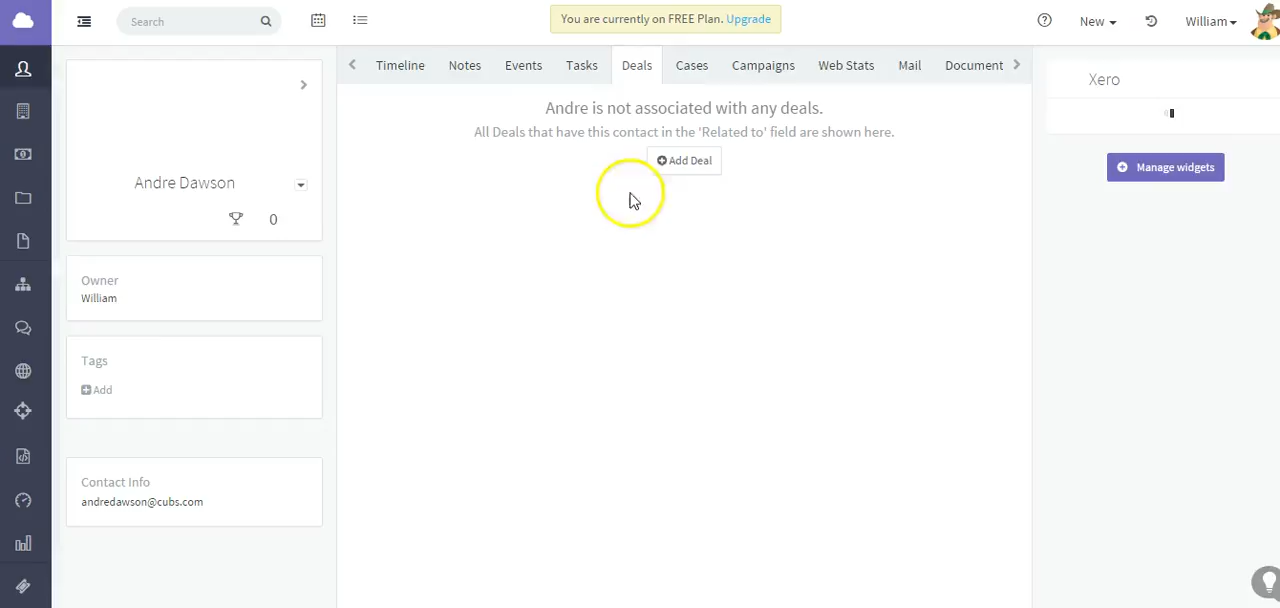 Search
You are currently on FREE Plan. Upgrade
New
William
Timeline
Notes
Events
Tasks
Deals
Cases
Campaigns
Web Stats
Mail
Document
Andre is not associated with any deals.
All Deals that have this contact in the 'Related to' field are shown here.
Add Deal
Andre Dawson
0
Owner
William
Tags
Add
Contact Info
andredawson@cubs.com
Xero
Manage widgets